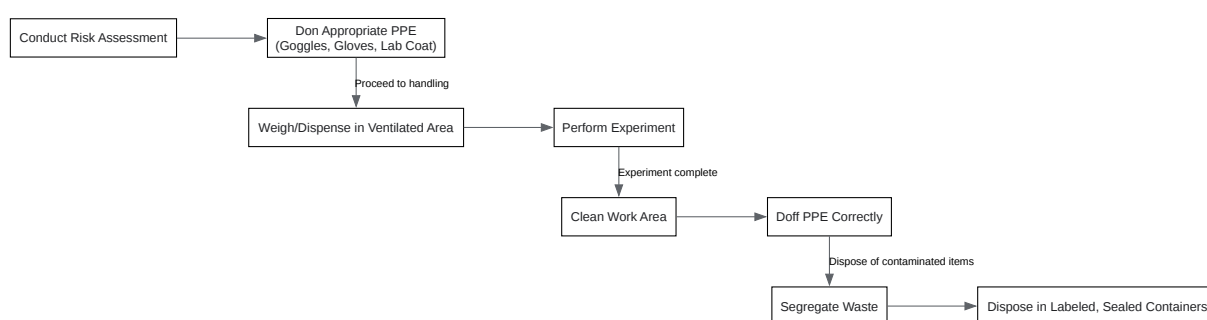 Conduct Risk Assessment
Don Appropriate PPE
(Goggles, Gloves, Lab Coat)
Proceed to handling
Weigh/Dispense in Ventilated Area
Perform Experiment
Experiment complete
Clean Work Area
Doff PPE Correctly
Dispose of contaminated items
Segregate Waste
Dispose in Labeled, Sealed Containers